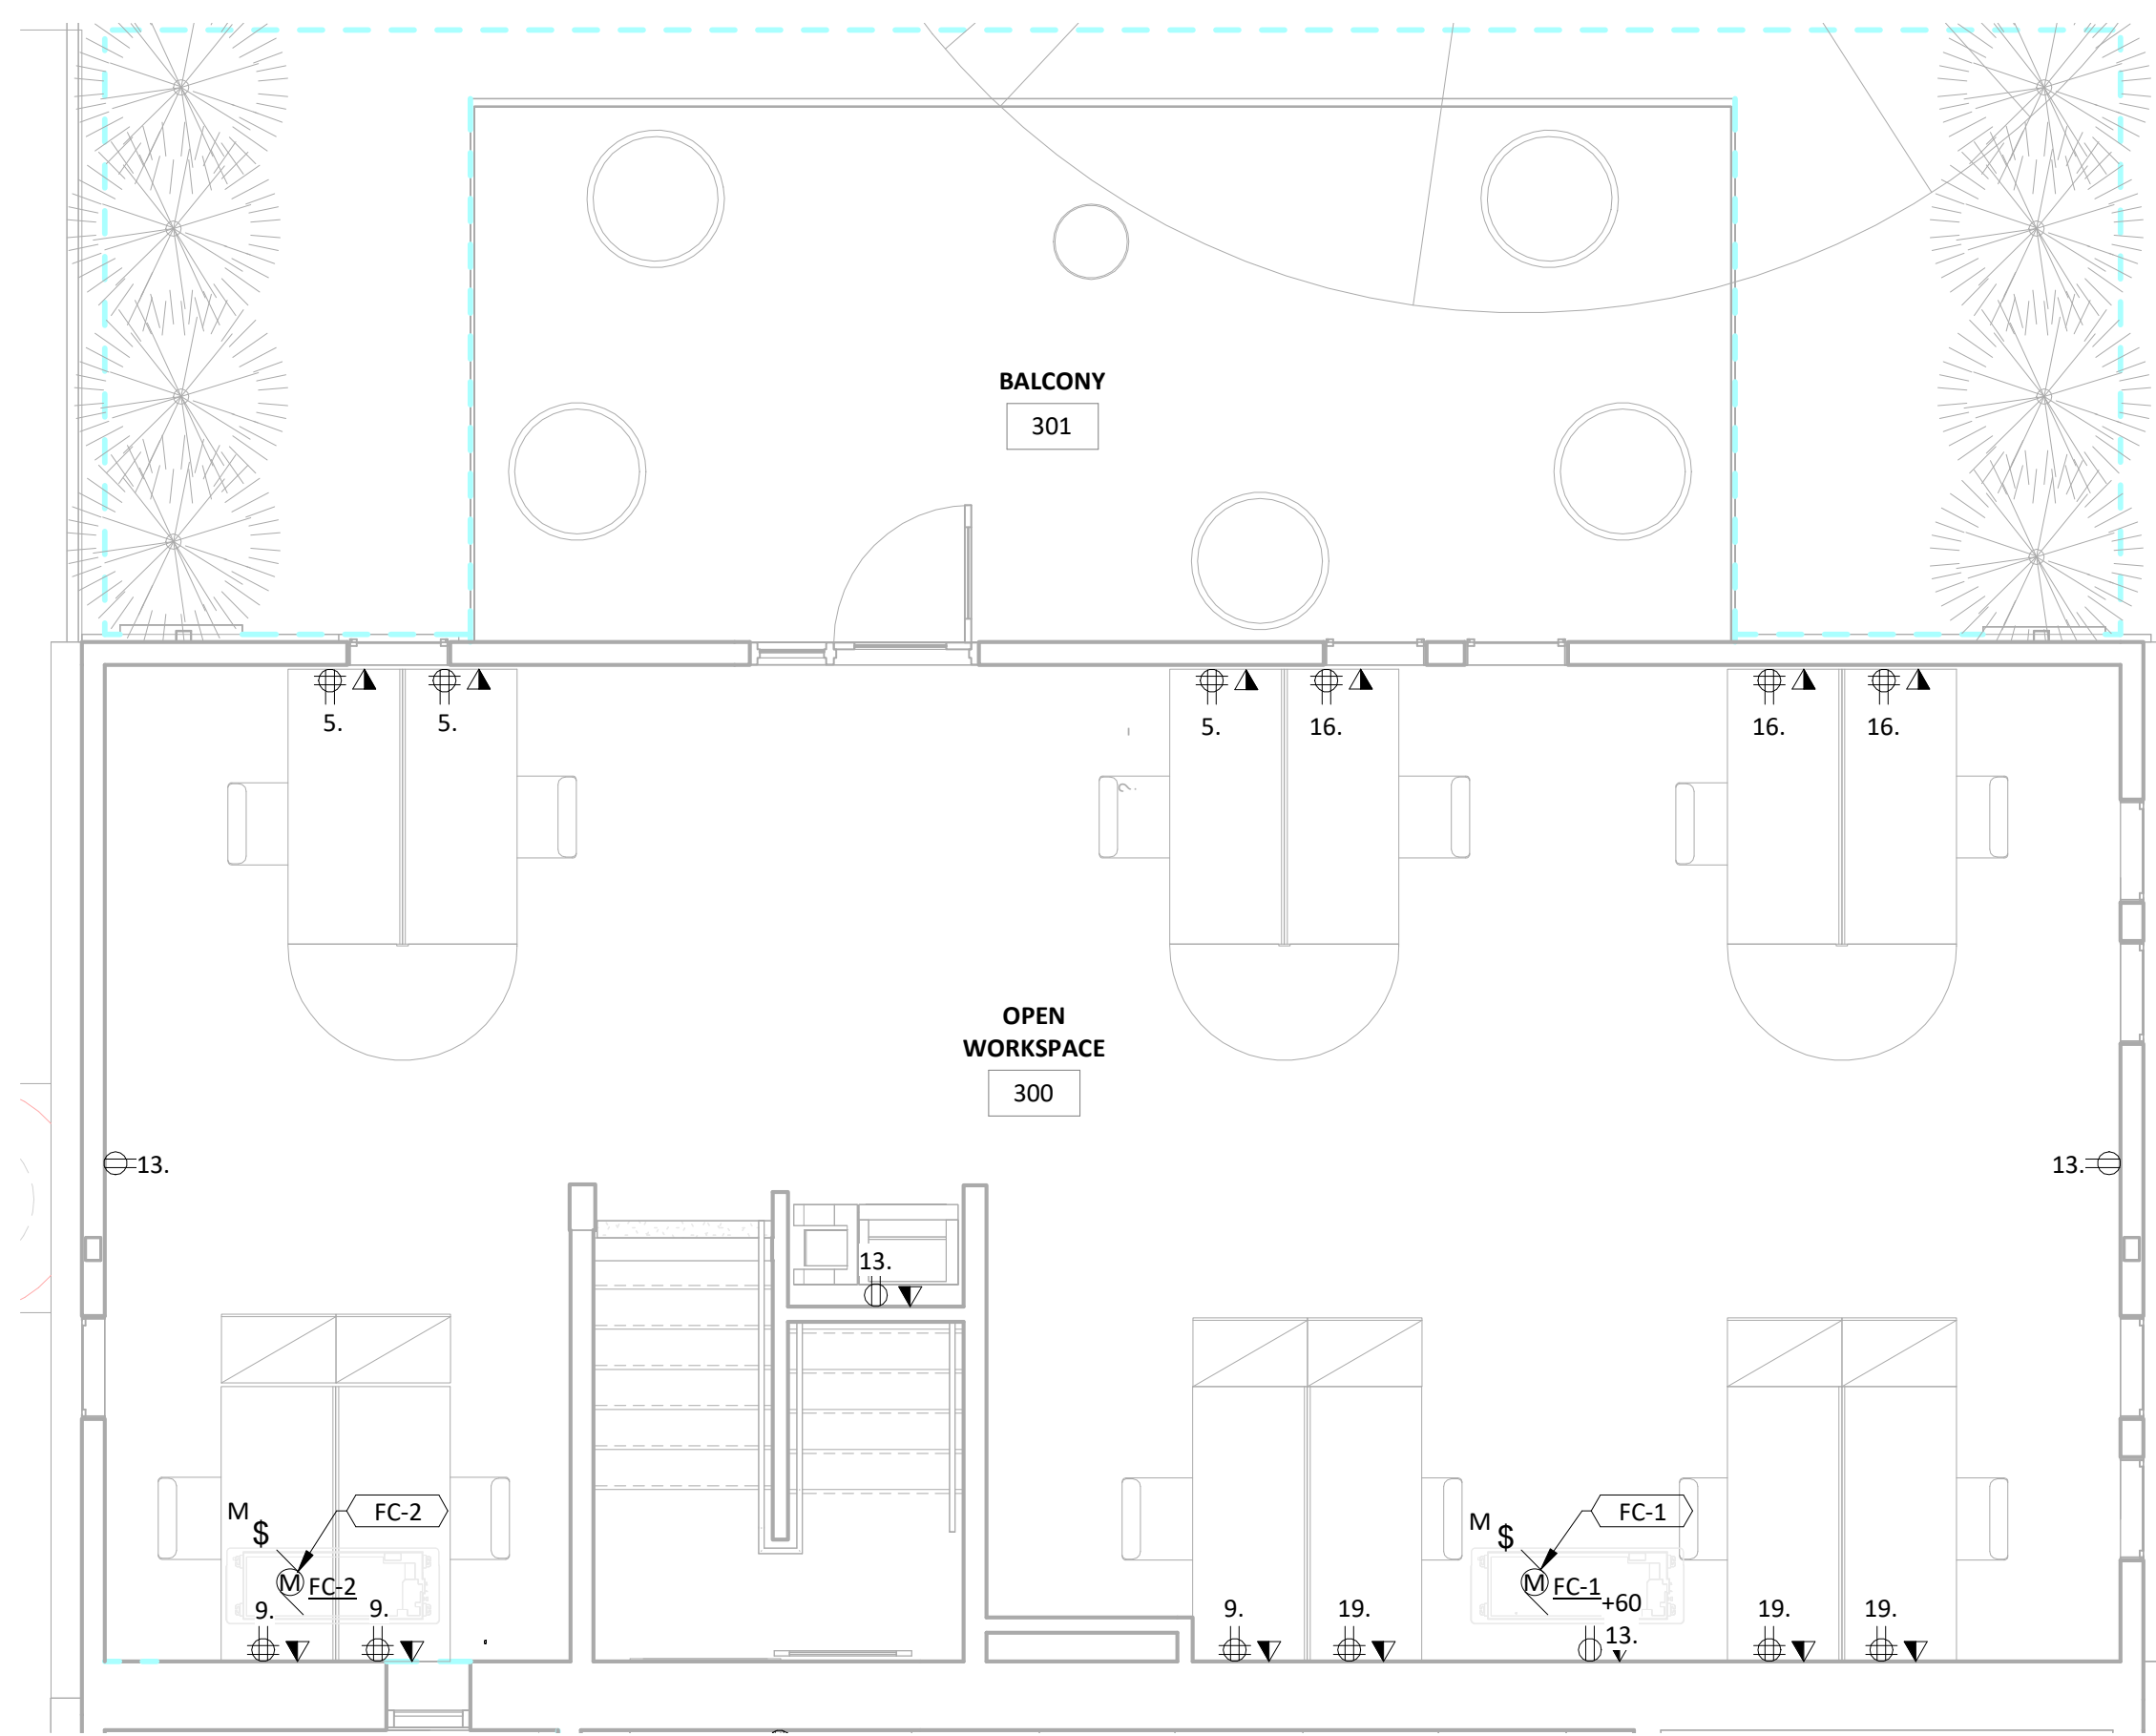 BALCONY
301
5.
5.
5.
16.
16.
16.
?
OPEN
WORKSPACE
300
13.
13.
13.
M
$
FC-2
M
$
FC-1
M
FC-2
M
FC-1
+60
9.
9.
9.
19.
13.
19.
19.